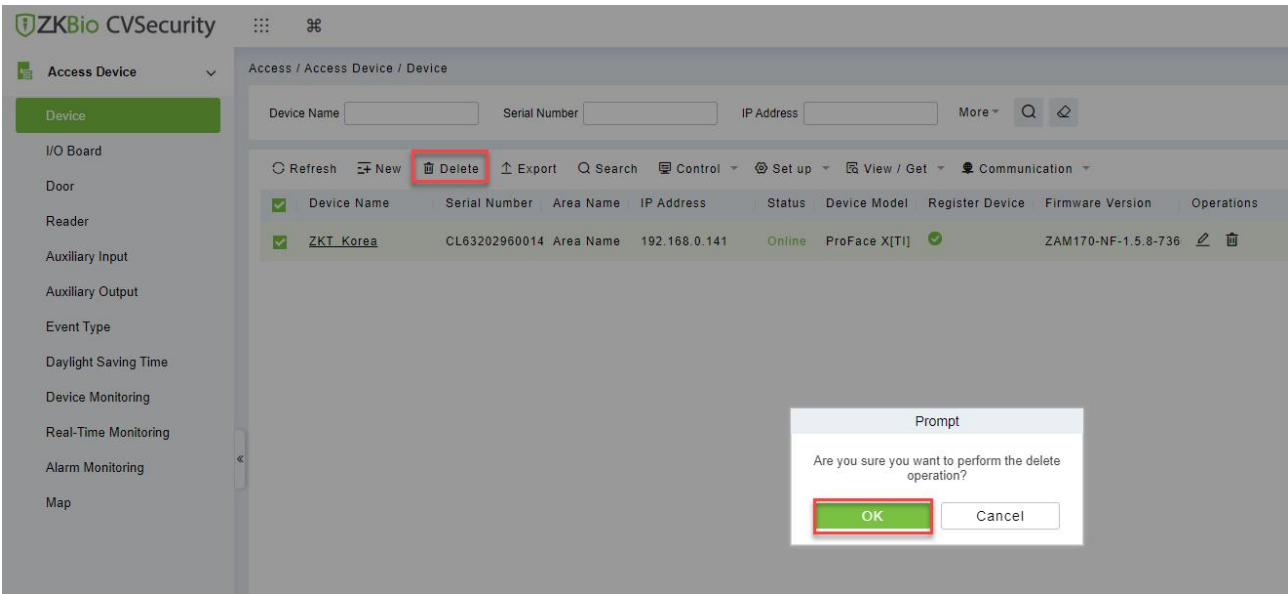 ZKBio CVSecurity
Access Device
Device
I/O Board
Door
Reader
Auxiliary Input
Auxiliary Output
Event Type
Daylight Saving Time
Device Monitoring
Real-Time Monitoring
Alarm Monitoring
Map
Access / Access Device / Device
Device Name Serial Number IP Address More
Refresh New Delete Export Search Control Set up View / Get Communication
Device Name Serial Number Area Name IP Address Status Device Model Register Device Firmware Version Operations
ZKT_Korea CL63202960014 Area Name 192.168.0.141 Online ProFace X[TI] ZAM170-NF-1.5.8-736
Prompt
Are you sure you want to perform the delete
operation?
OK Cancel